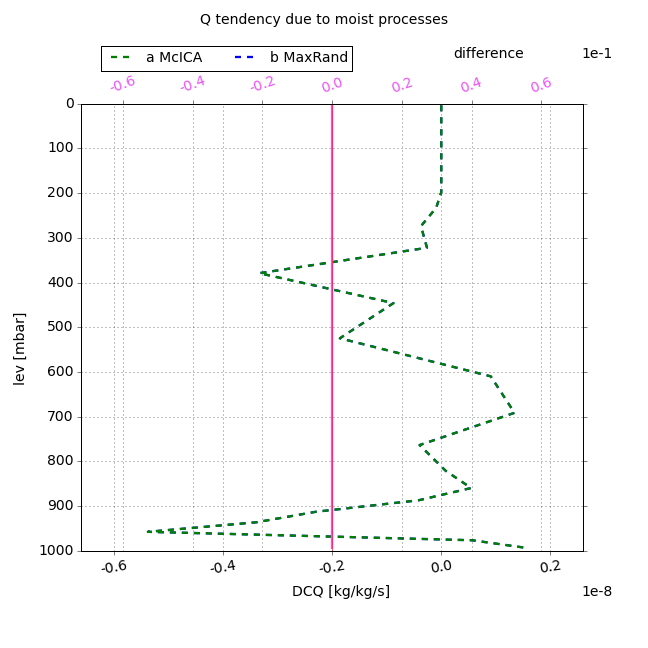 Q tendency due to moist processes
a McICA b MaxRand difference 1e-1
-0.6 -0.4 -0.2 0.0 0.2 0.4 0.6
0
100
200
300
400
500
600
700
800
900
1000
lev [mbar]
-0.6 -0.4 -0.2 0.0 0.2
DCQ [kg/kg/s] 1e-8